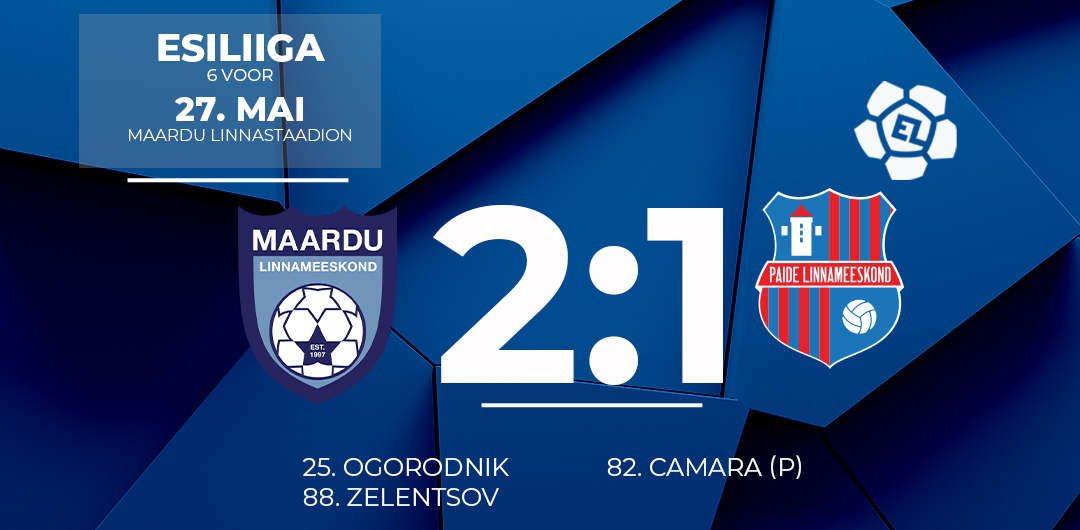 ESILIIGA
6 VOOR
27. MAI
MAARDU LINNASTAADION
EL
MAARDU
LINNAMEESKOND
EST.
1997
2:1
PAIDE LINNAMEESKOND
25. OGORODNIK
88. ZELENTSOV
82. CAMARA (P)